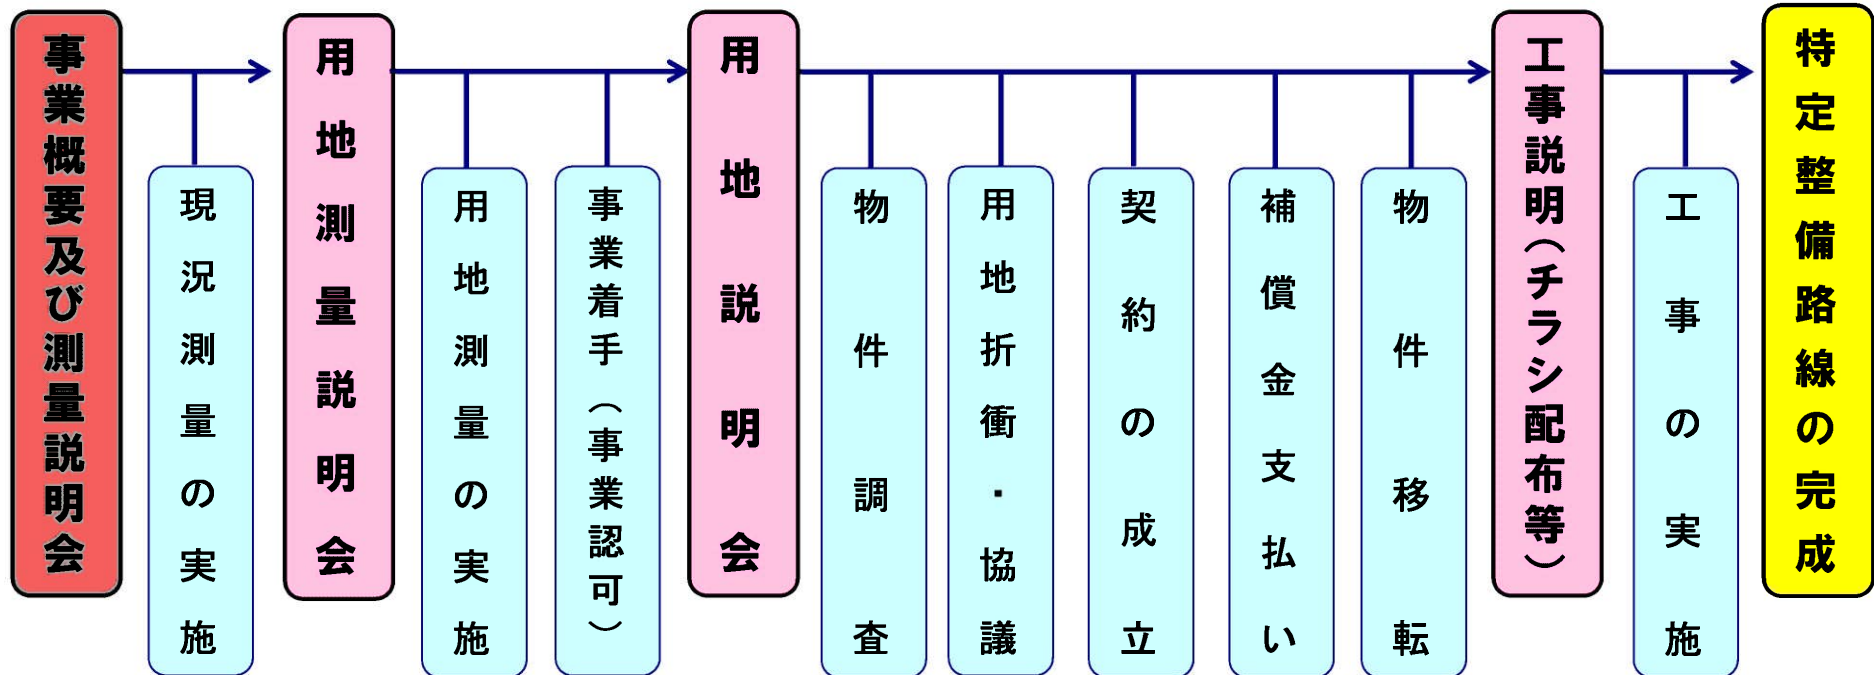 事業概要及び測量説明会
現況測量の実施
用地測量説明会
用地測量の実施
事業着手（事業認可）
用地説明会
物件調査
用地折衝・協議
契約の成立
補償金支払い
物件移転
工事説明（チラシ配布等）
工事の実施
特定整備路線の完成